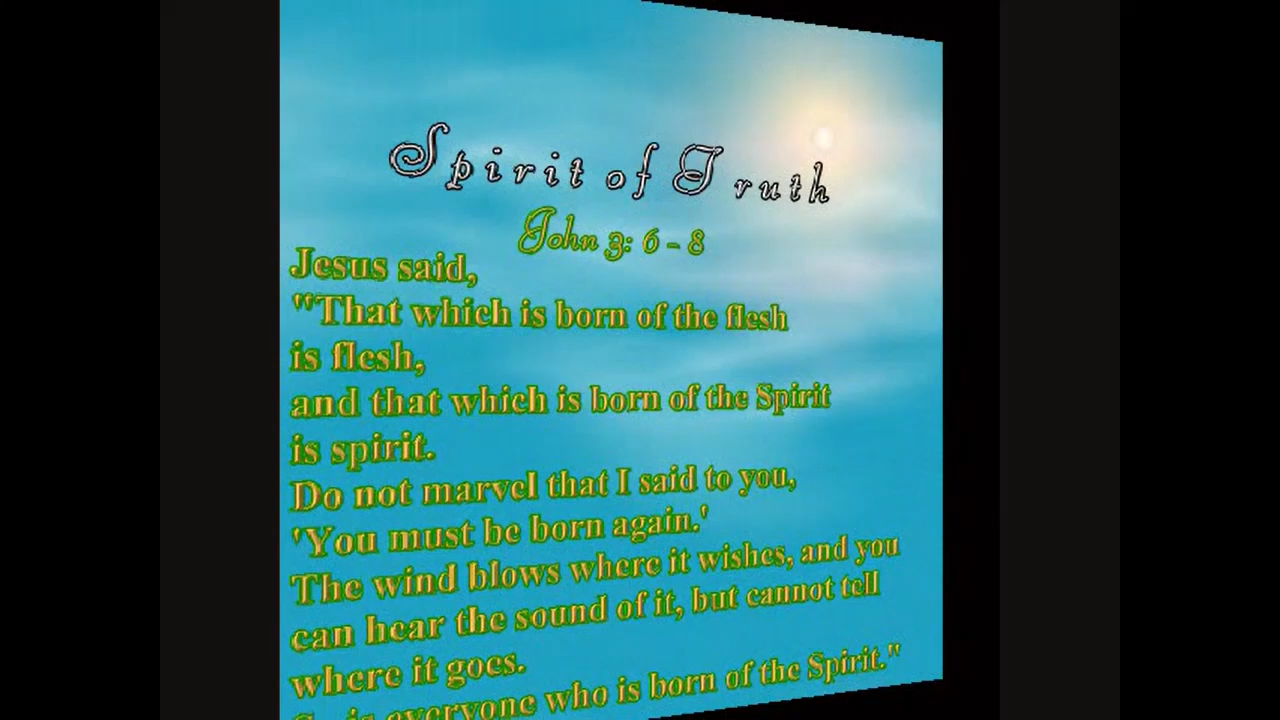 Spirit of Truth
John 3: 6 - 8
Jesus said,
"That which is born of the flesh
is flesh,
and that which is born of the Spirit
is spirit.
Do not marvel that I said to you,
'You must be born again.'
The wind blows where it wishes, and you
can hear the sound of it, but cannot tell
where it goes.
So is everyone who is born of the Spirit."